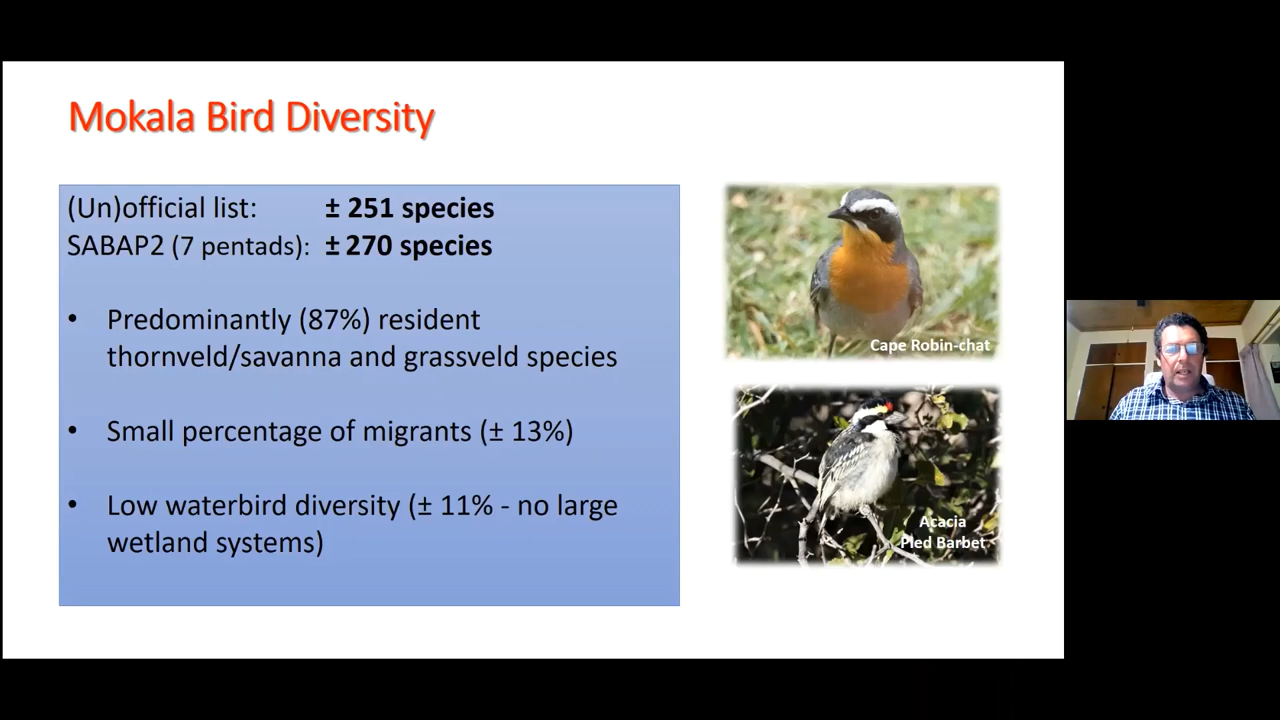 Mokala Bird Diversity
(Un)official list: ± 251 species
SABAP2 (7 pentads): ± 270 species
• Predominantly (87%) resident
thornveld/savanna and grassveld species
• Small percentage of migrants (± 13%)
• Low waterbird diversity (± 11% - no large
wetland systems)
Cape Robin-chat
Acacia
Pied Barbet